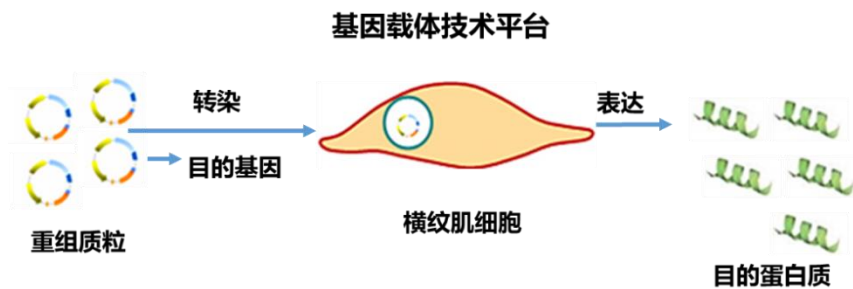 基因载体技术平台
转染
表达
目的基因
横纹肌细胞
重组质粒
目的蛋白质